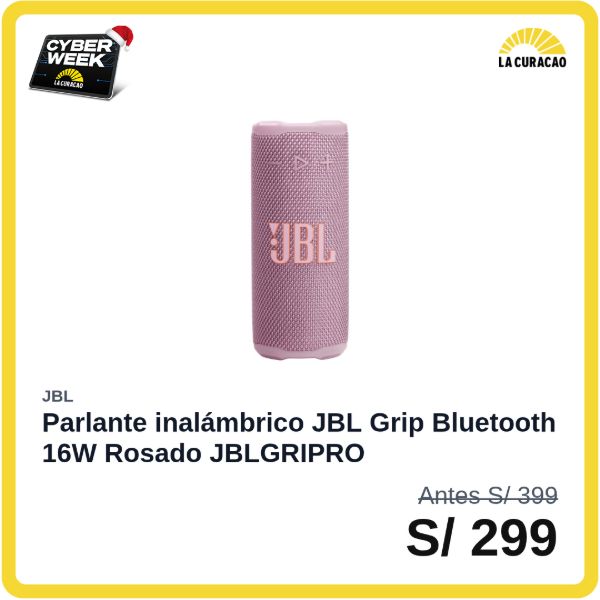 CYBER
WEEK
LA CURACAO
LA CURACAO
JBL
JBL
Parlante inalámbrico JBL Grip Bluetooth
16W Rosado JBLGRIPRO
Antes S/ 399
S/ 299